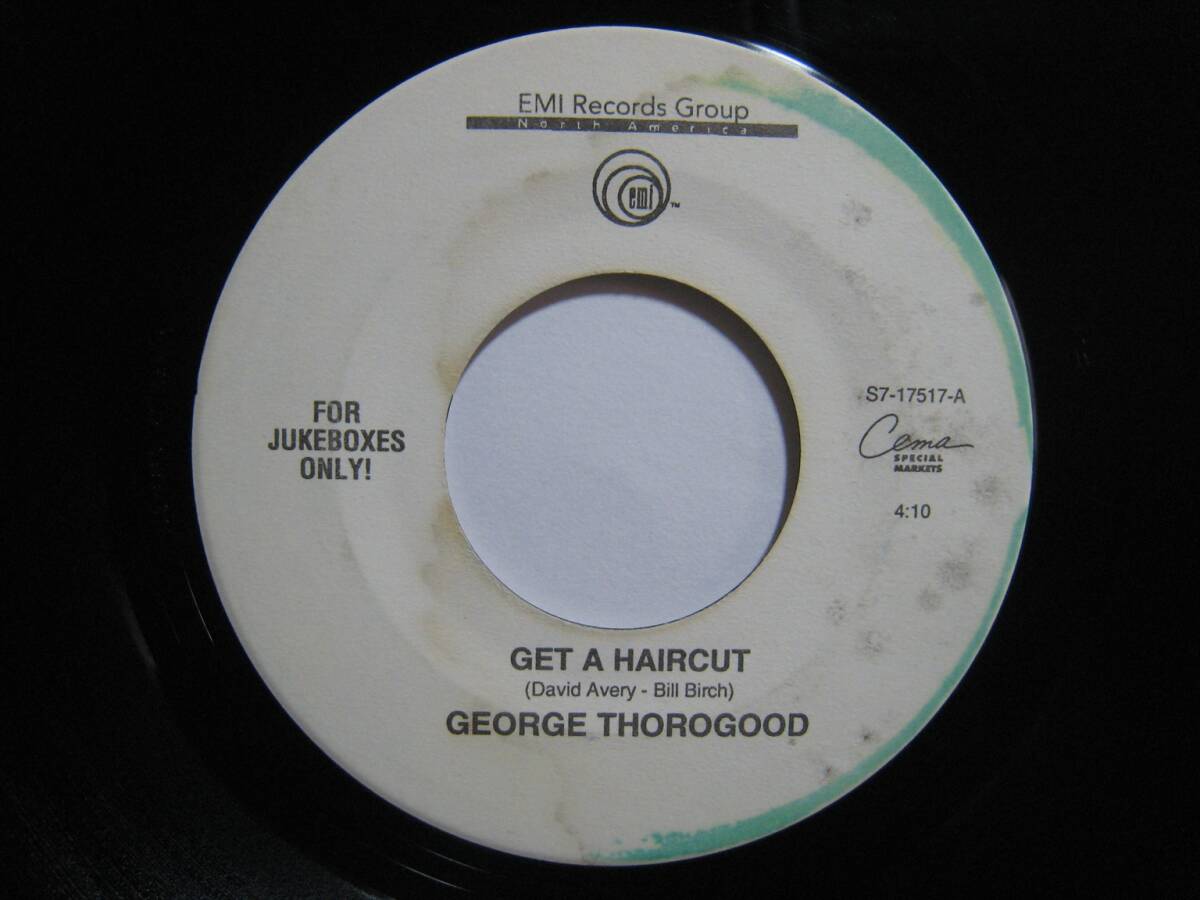 EMI Records Group
North America
emi TM
FOR
JUKEBOXES
ONLY!
S7-17517-A
Cema
SPECIAL
MARKETS
4:10
GET A HAIRCUT
(David Avery - Bill Birch)
GEORGE THOROGOOD